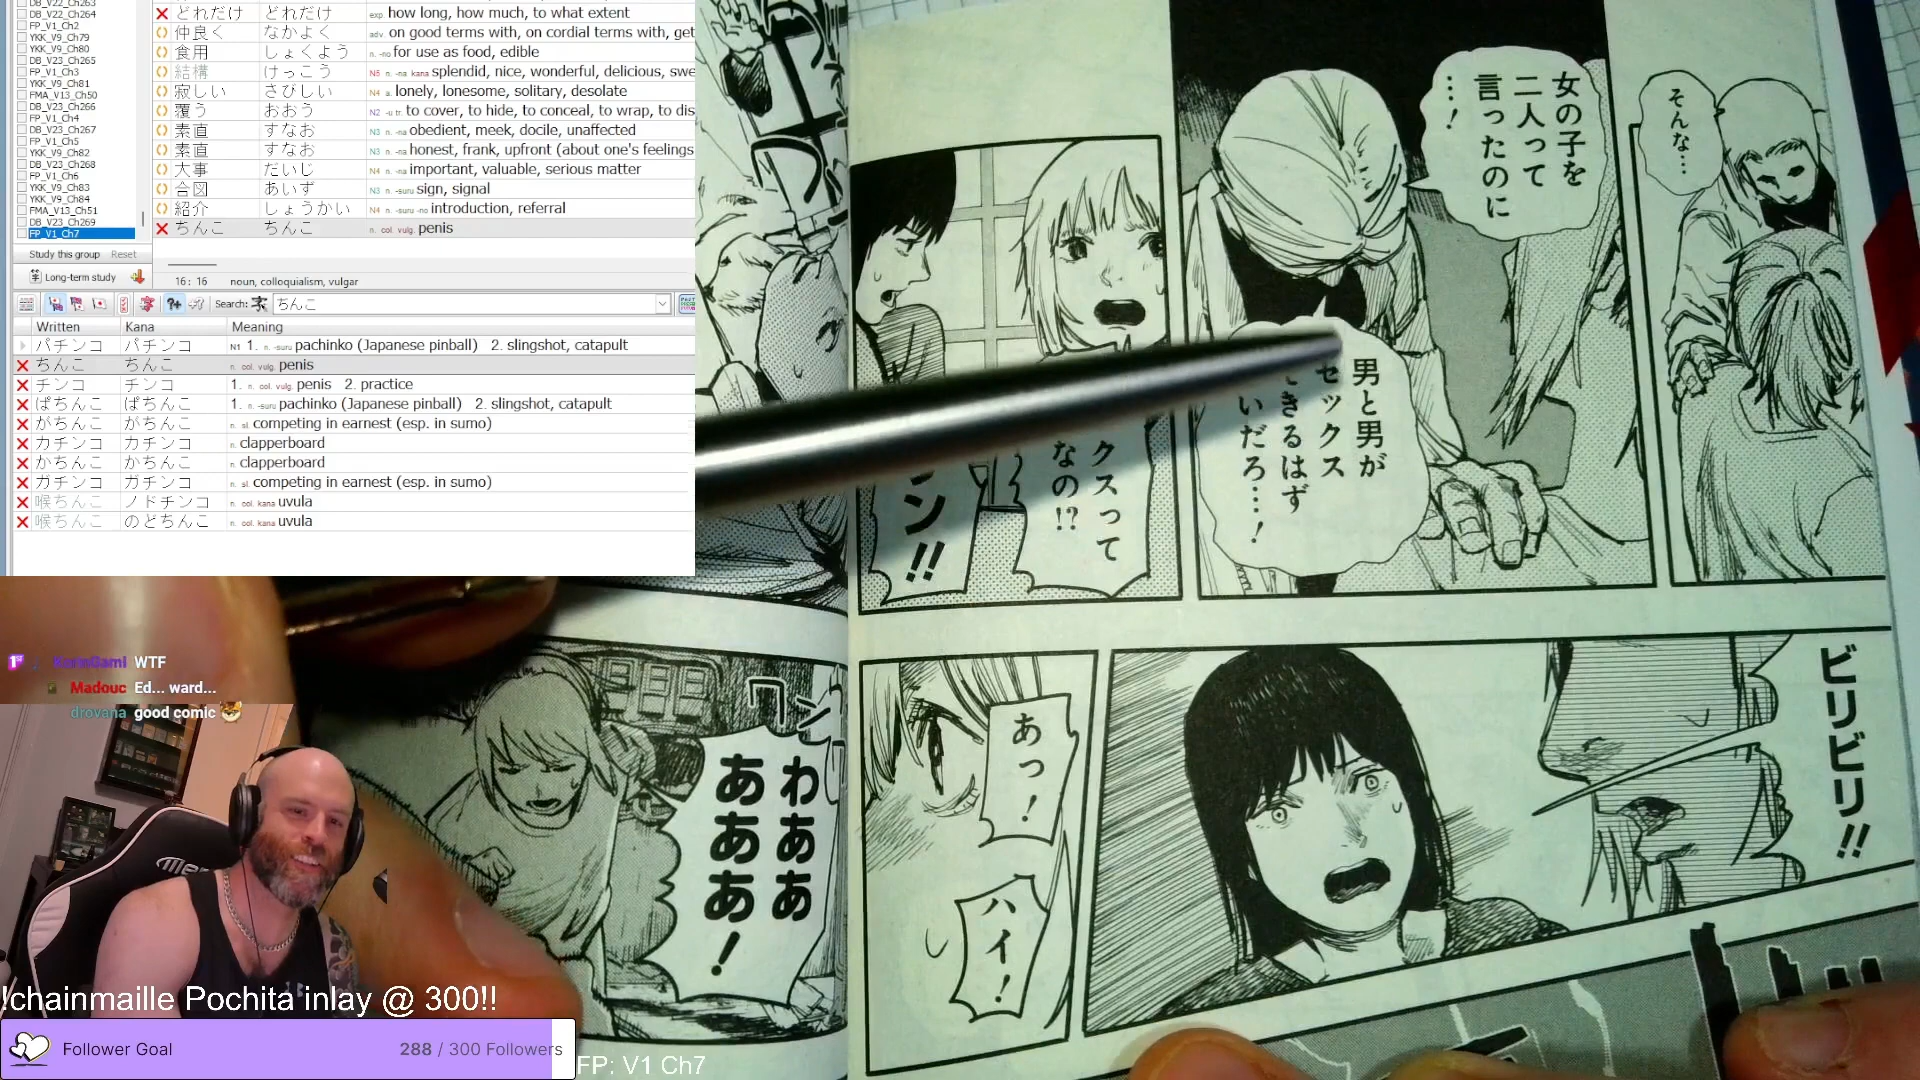 DB_V22_Ch263
DB_V22_Ch264
FP_V1_Ch2
YKK_V9_Ch79
YKK_V9_Ch80
DB_V23_Ch265
FP_V1_Ch3
YKK_V9_Ch81
FMA_V13_Ch50
DB_V23_Ch266
FP_V1_Ch4
DB_V23_Ch267
FP_V1_Ch5
YKK_V9_Ch82
DB_V23_Ch268
FP_V1_Ch6
YKK_V9_Ch83
YKK_V9_Ch84
FMA_V13_Ch51
DB_V23_Ch269
FP_V1_Ch7
Study this group Reset
Long-term study
どれだけ どれだけ exp. how long, how much, to what extent
仲良く なかよく adv. on good terms with, on cordial terms with, get
食用 しょくよう n. -no for use as food, edible
結構 けっこう N5 n. -na kana splendid, nice, wonderful, delicious, swe
寂しい さびしい N4 a. lonely, lonesome, solitary, desolate
覆う おおう N2 -u tr. to cover, to hide, to conceal, to wrap, to dis
素直 すなお N3 n. -na obedient, meek, docile, unaffected
素直 すなお N3 n. -na honest, frank, upfront (about one's feelings
大事 だいじ N4 n. -na important, valuable, serious matter
合図 あいず N3 n. -suru sign, signal
紹介 しょうかい N4 n. -suru -no introduction, referral
ちんこ ちんこ n. col. vulg. penis
16: 16 noun, colloquialism, vulgar
Search: ちんこ
Written Kana Meaning
パチンコ パチンコ N1 1. n. -suru pachinko (Japanese pinball) 2. slingshot, catapult
ちんこ ちんこ n. col. vulg. penis
チンコ チンコ 1. n. col. vulg. penis 2. practice
ぱちんこ ぱちんこ 1. n. -suru pachinko (Japanese pinball) 2. slingshot, catapult
がちんこ がちんこ n. sl. competing in earnest (esp. in sumo)
カチンコ カチンコ n. clapperboard
かちんこ かちんこ n. clapperboard
ガチンコ ガチンコ n. sl. competing in earnest (esp. in sumo)
喉ちんこ ノドチンコ n. col. kana uvula
喉ちんこ のどちんこ n. col. kana uvula
そんな…
女の子を
二人って
言ったのに
…!
男と男が
セックス
きるはず
いだろ…!
クスって
なの!?
ン!!
ビリビリ!!
あっ!
ハイ!
ワン
わああ
あああ!
KarinGami WTF
Madouc Ed... ward...
drovana good comic
!chainmaille Pochita inlay @ 300!!
Follower Goal 288 / 300 Followers
FP: V1 Ch7